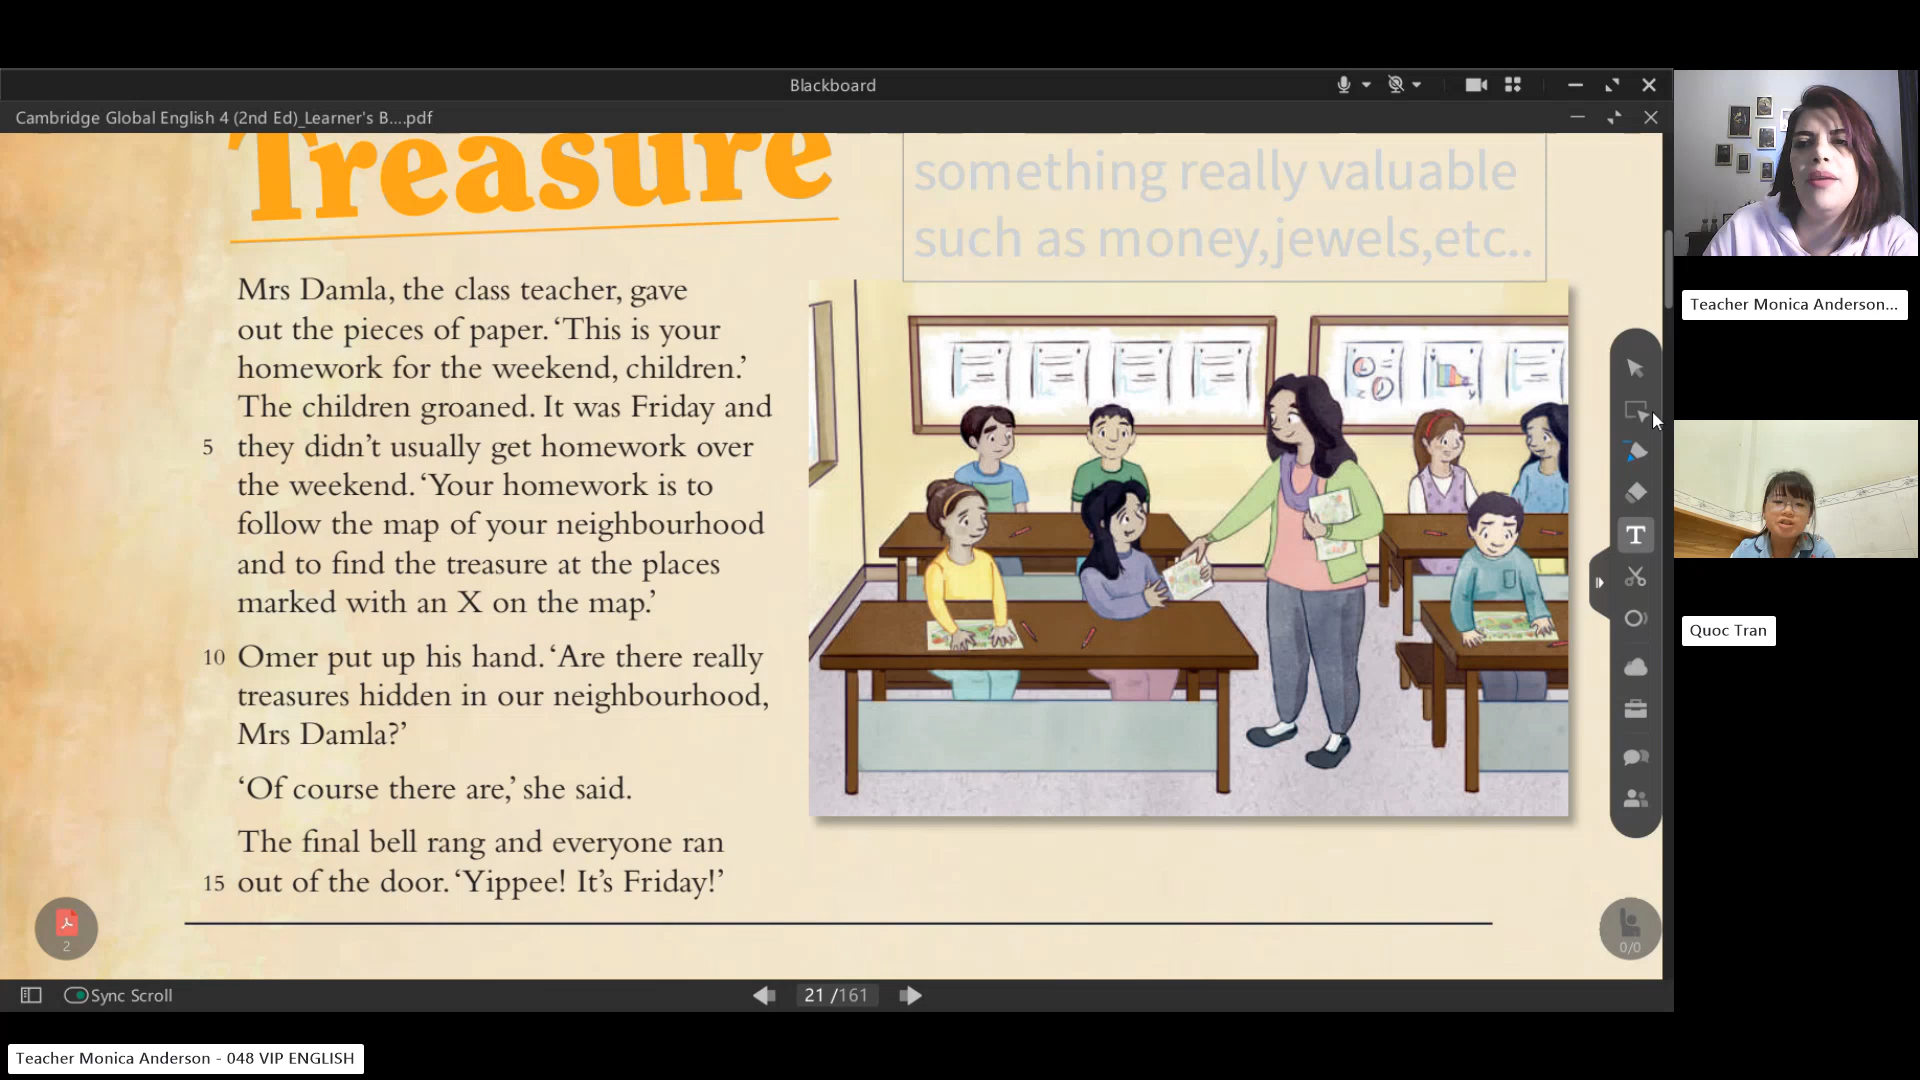 Blackboard
Cambridge Global English 4 (2nd Ed)_Learner's B....pdf
Treasure
something really valuable
such as money,jewels,etc..
Mrs Damla, the class teacher, gave
out the pieces of paper. ‘This is your
homework for the weekend, children.’
The children groaned. It was Friday and
5 they didn’t usually get homework over
the weekend. ‘Your homework is to
follow the map of your neighbourhood
and to find the treasure at the places
marked with an X on the map.’
10 Omer put up his hand. ‘Are there really
treasures hidden in our neighbourhood,
Mrs Damla?’
‘Of course there are,’ she said.
The final bell rang and everyone ran
15 out of the door. ‘Yippee! It’s Friday!’
T
2
0/0
Sync Scroll
21 /161
Teacher Monica Anderson...
Quoc Tran
Teacher Monica Anderson - 048 VIP ENGLISH